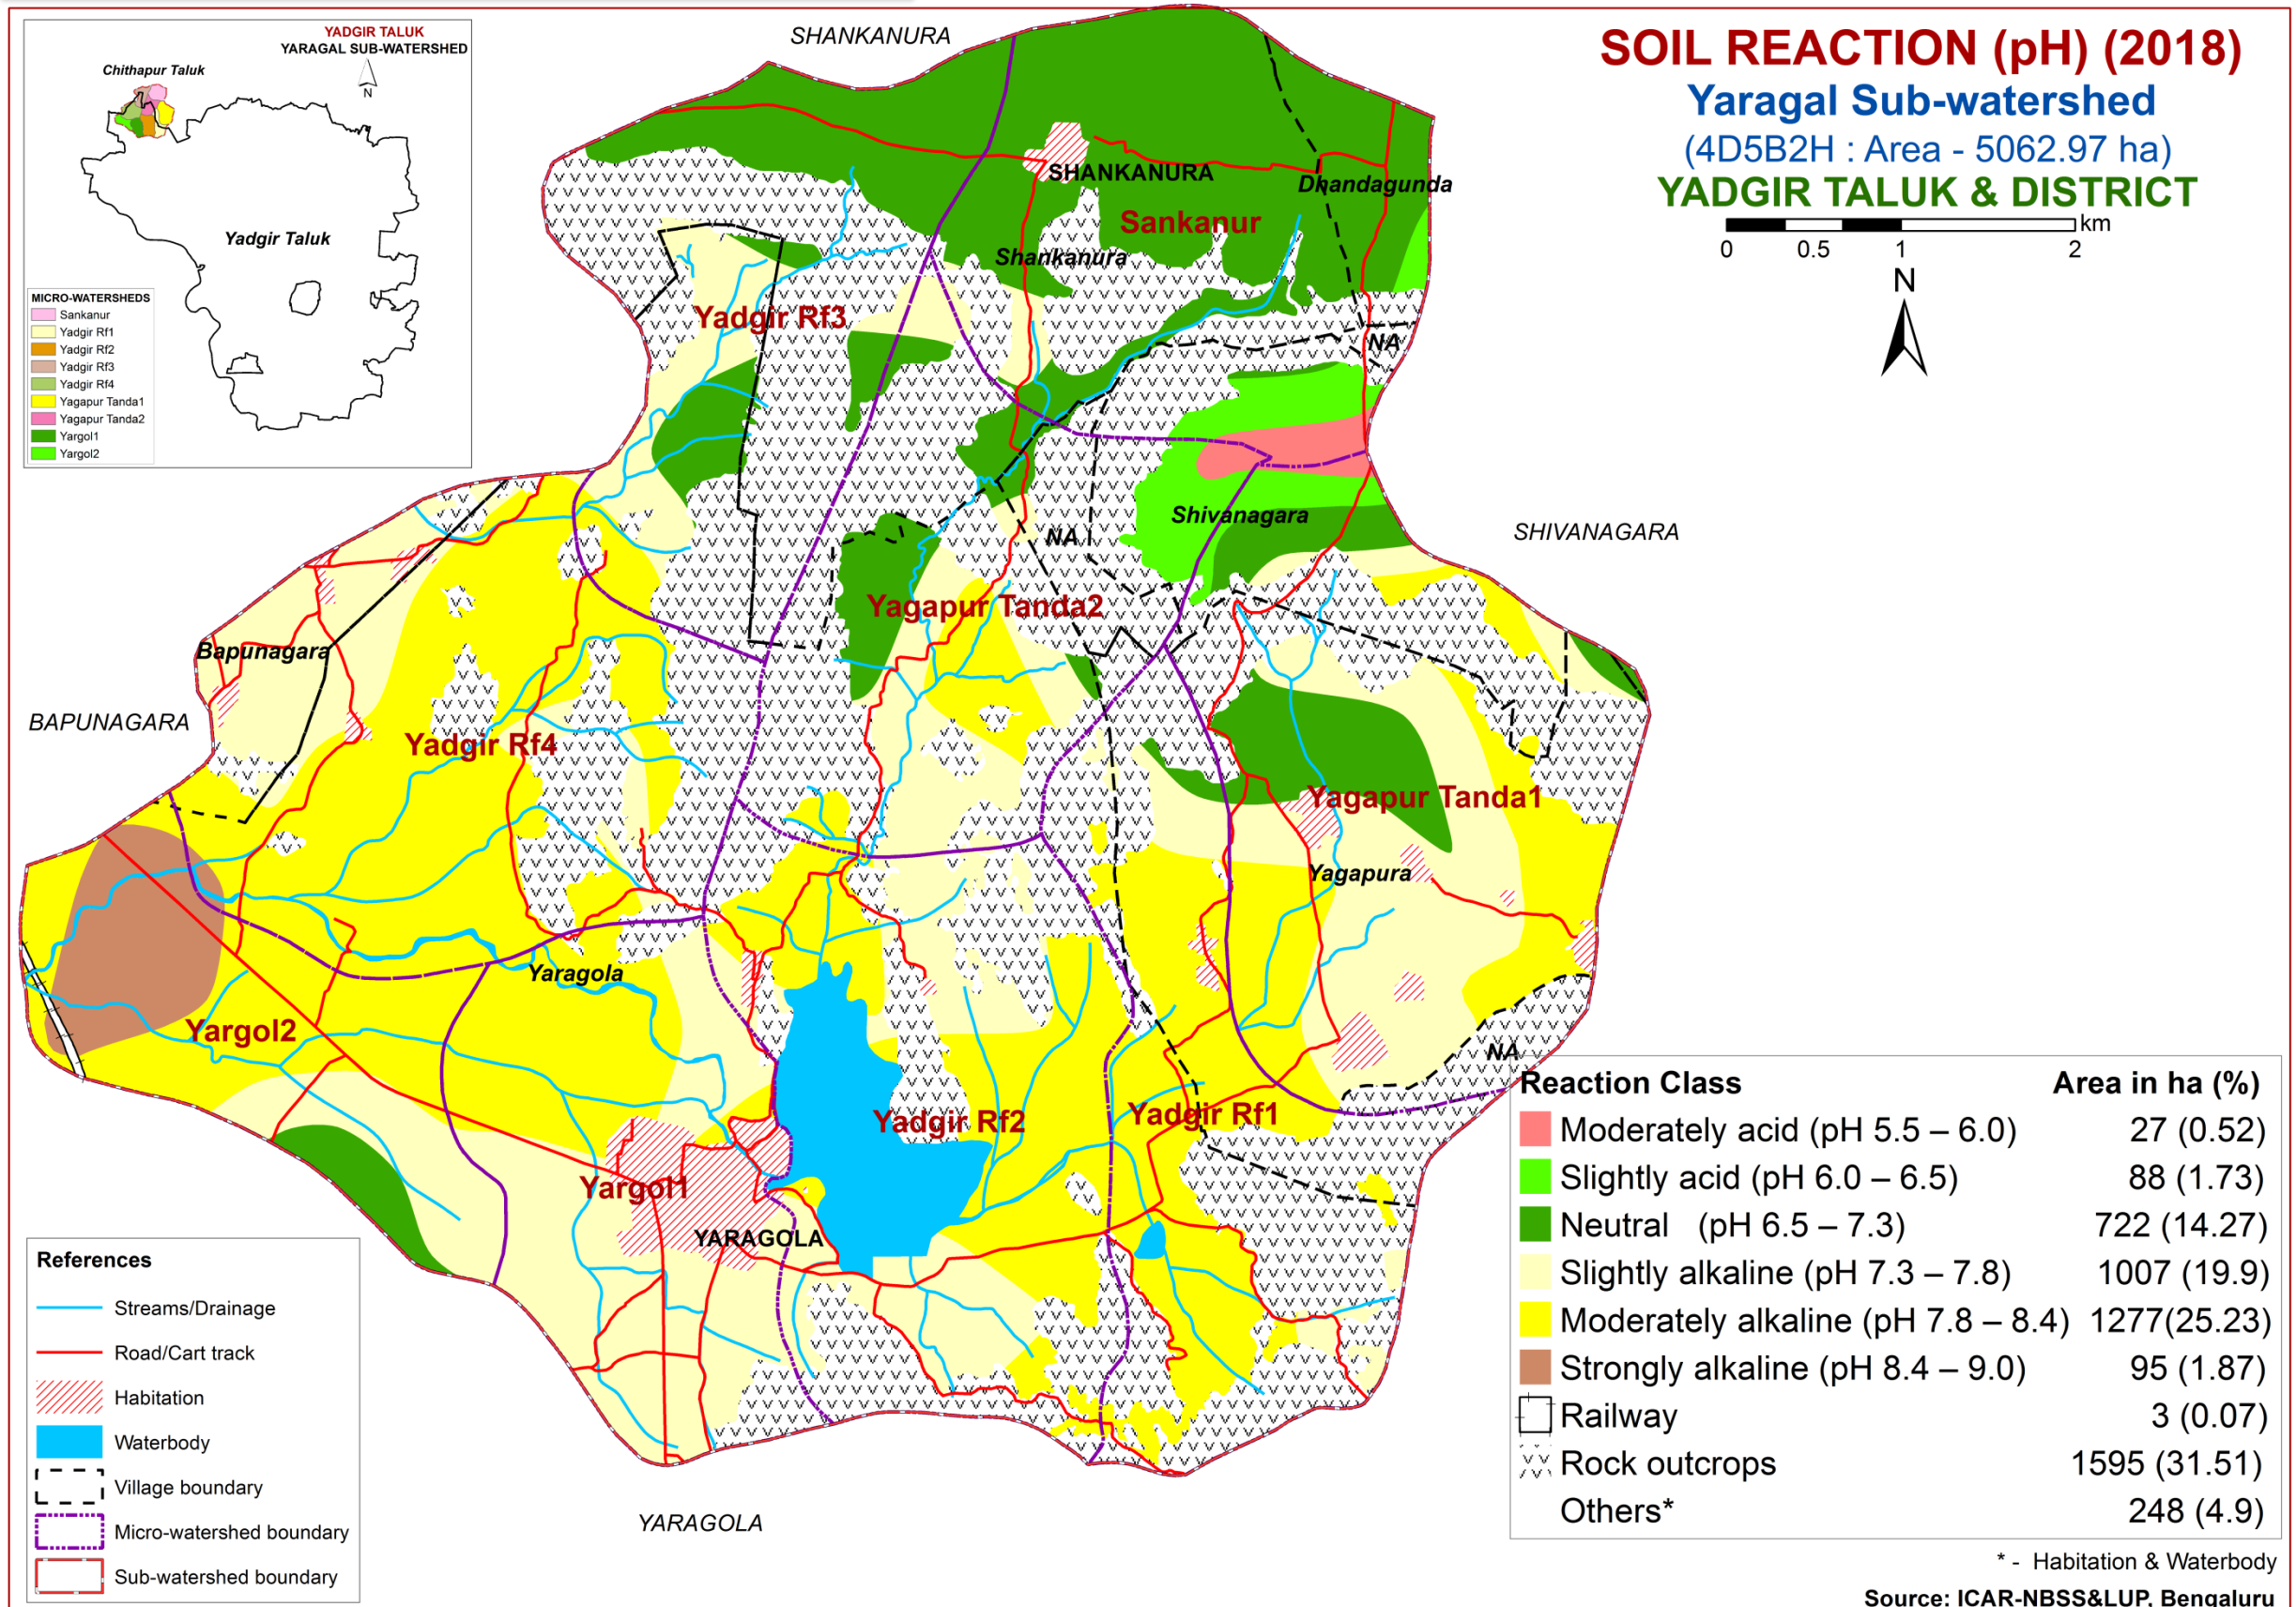 SOIL REACTION (pH) (2018)
Yaragal Sub-watershed
(4D5B2H : Area - 5062.97 ha)
YADGIR TALUK & DISTRICT
km
0 0.5 1 2
N
YADGIR TALUK
YARAGAL SUB-WATERSHED
N
Chithapur Taluk
Yadgir Taluk
MICRO-WATERSHEDS
Sankanur
Yadgir Rf1
Yadgir Rf2
Yadgir Rf3
Yadgir Rf4
Yagapur Tanda1
Yagapur Tanda2
Yargol1
Yargol2
SHANKANURA
SHANKANURA
Dhandagunda
Sankanur
Shankanura
Yadgir Rf3
NA
Shivanagara
SHIVANAGARA
NA
Yagapur Tanda2
Bapunagara
BAPUNAGARA
Yadgir Rf4
Yagapur Tanda1
Yagapura
Yaragola
Yargol2
NA
Yadgir Rf2
Yadgir Rf1
Yargol1
YARAGOLA
YARAGOLA
References
Streams/Drainage
Road/Cart track
Habitation
Waterbody
Village boundary
Micro-watershed boundary
Sub-watershed boundary
Reaction Class Area in ha (%)
Moderately acid (pH 5.5 – 6.0) 27 (0.52)
Slightly acid (pH 6.0 – 6.5) 88 (1.73)
Neutral (pH 6.5 – 7.3) 722 (14.27)
Slightly alkaline (pH 7.3 – 7.8) 1007 (19.9)
Moderately alkaline (pH 7.8 – 8.4) 1277(25.23)
Strongly alkaline (pH 8.4 – 9.0) 95 (1.87)
Railway 3 (0.07)
Rock outcrops 1595 (31.51)
Others* 248 (4.9)
* - Habitation & Waterbody
Source: ICAR-NBSS&LUP, Bengaluru